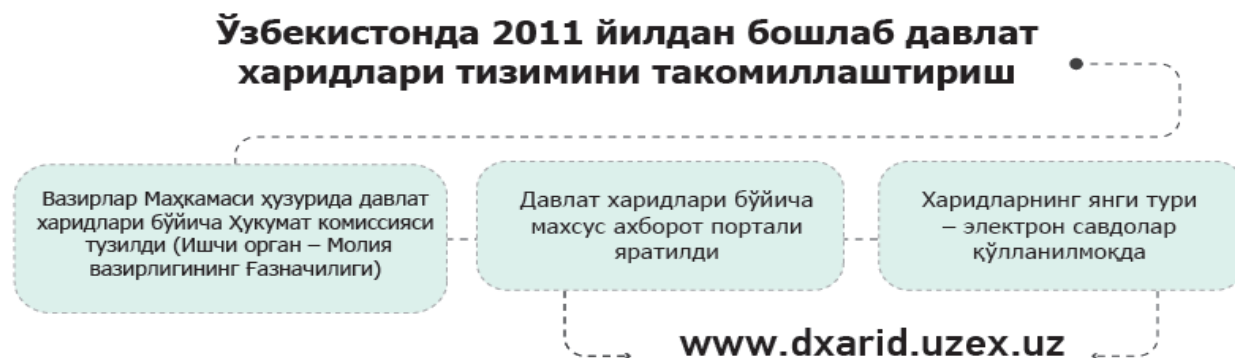 Ўзбекистонда 2011 йилдан бошлаб давлат
харидлари тизимини такомиллаштириш
Вазирлар Маҳкамаси ҳузурида давлат
харидлари бўйича Ҳукумат комиссияси
тузилди (Ишчи орган – Молия
вазирлигининг Ғазначилиги)
Давлат харидлари бўйича
махсус ахборот портали
яратилди
Харидларнинг янги тури
– электрон савдолар
қўлланилмоқда
www.dxarid.uzex.uz